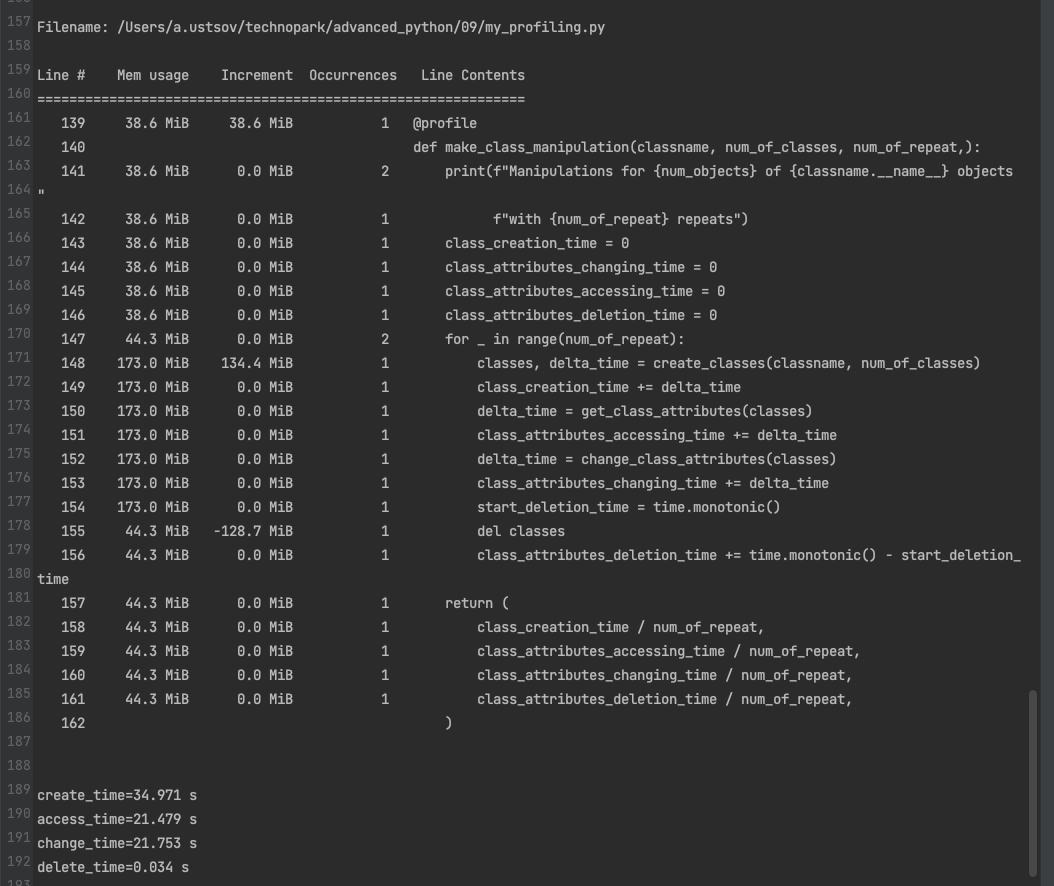 156
157 Filename: /Users/a.ustsov/technopark/advanced_python/09/my_profiling.py
158
159 Line #    Mem usage    Increment  Occurrences   Line Contents
160 =============================================================
161    139     38.6 MiB     38.6 MiB           1   @profile
162    140                                         def make_class_manipulation(classname, num_of_classes, num_of_repeat,):
163    141     38.6 MiB      0.0 MiB           2       print(f"Manipulations for {num_objects} of {classname.__name__} objects
164 "
165    142     38.6 MiB      0.0 MiB           1             f"with {num_of_repeat} repeats")
166    143     38.6 MiB      0.0 MiB           1       class_creation_time = 0
167    144     38.6 MiB      0.0 MiB           1       class_attributes_changing_time = 0
168    145     38.6 MiB      0.0 MiB           1       class_attributes_accessing_time = 0
169    146     38.6 MiB      0.0 MiB           1       class_attributes_deletion_time = 0
170    147     44.3 MiB      0.0 MiB           2       for _ in range(num_of_repeat):
171    148    173.0 MiB    134.4 MiB           1           classes, delta_time = create_classes(classname, num_of_classes)
172    149    173.0 MiB      0.0 MiB           1           class_creation_time += delta_time
173    150    173.0 MiB      0.0 MiB           1           delta_time = get_class_attributes(classes)
174    151    173.0 MiB      0.0 MiB           1           class_attributes_accessing_time += delta_time
175    152    173.0 MiB      0.0 MiB           1           delta_time = change_class_attributes(classes)
176    153    173.0 MiB      0.0 MiB           1           class_attributes_changing_time += delta_time
177    154    173.0 MiB      0.0 MiB           1           start_deletion_time = time.monotonic()
178    155     44.3 MiB   -128.7 MiB           1           del classes
179    156     44.3 MiB      0.0 MiB           1           class_attributes_deletion_time += time.monotonic() - start_deletion_
180 time
181    157     44.3 MiB      0.0 MiB           1       return (
182    158     44.3 MiB      0.0 MiB           1           class_creation_time / num_of_repeat,
183    159     44.3 MiB      0.0 MiB           1           class_attributes_accessing_time / num_of_repeat,
184    160     44.3 MiB      0.0 MiB           1           class_attributes_changing_time / num_of_repeat,
185    161     44.3 MiB      0.0 MiB           1           class_attributes_deletion_time / num_of_repeat,
186    162                                             )
187
188
189 create_time=34.971 s
190 access_time=21.479 s
191 change_time=21.753 s
192 delete_time=0.034 s
193